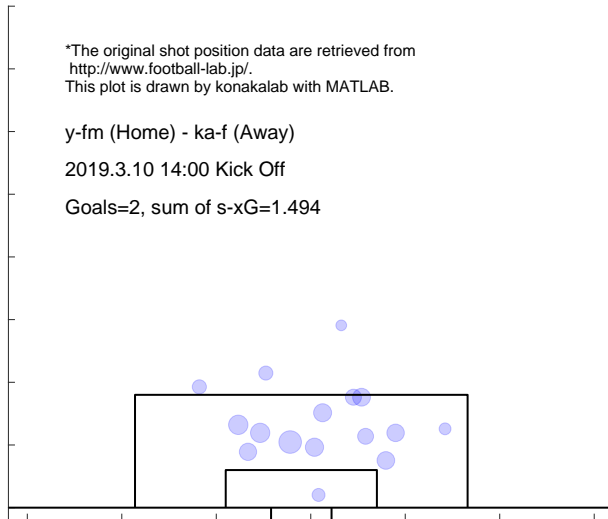 *The original shot position data are retrieved from
http://www.football-lab.jp/.
This plot is drawn by konakalab with MATLAB.
y-fm (Home) - ka-f (Away)
2019.3.10 14:00 Kick Off
Goals=2, sum of s-xG=1.494